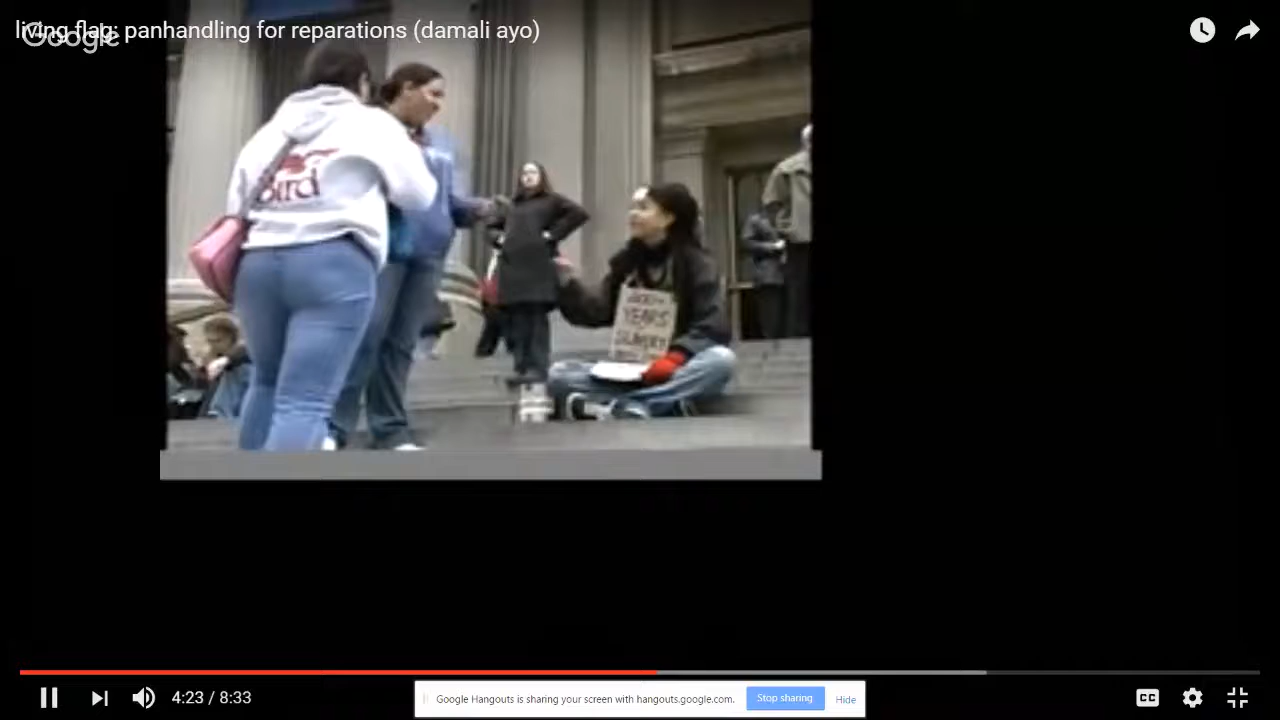 living flag: panhandling for reparations (damali ayo)
Google
Bird
YEARS
SLAVERY
4:23 / 8:33
Google Hangouts is sharing your screen with hangouts.google.com.
Stop sharing
Hide
CC